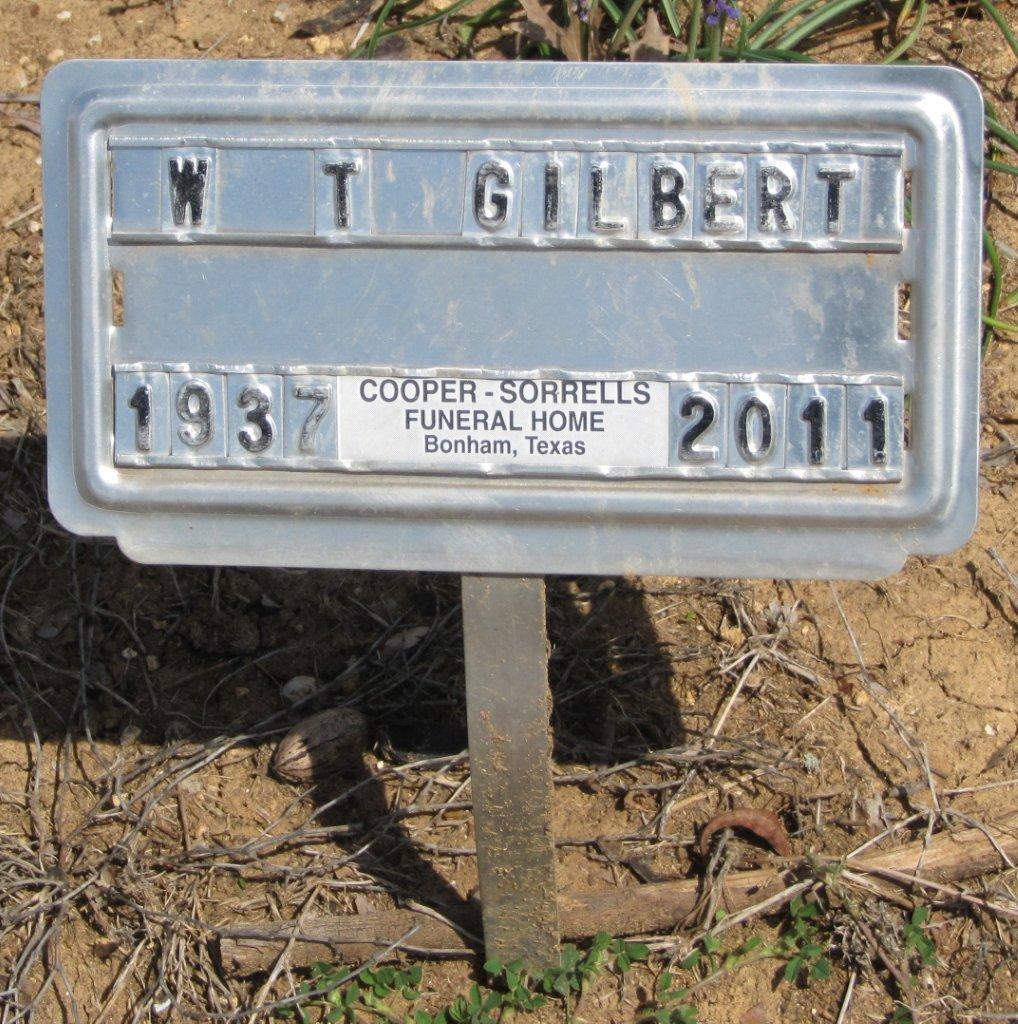 W T GILBERT
1937 COOPER - SORRELLS 2011
FUNERAL HOME
Bonham, Texas